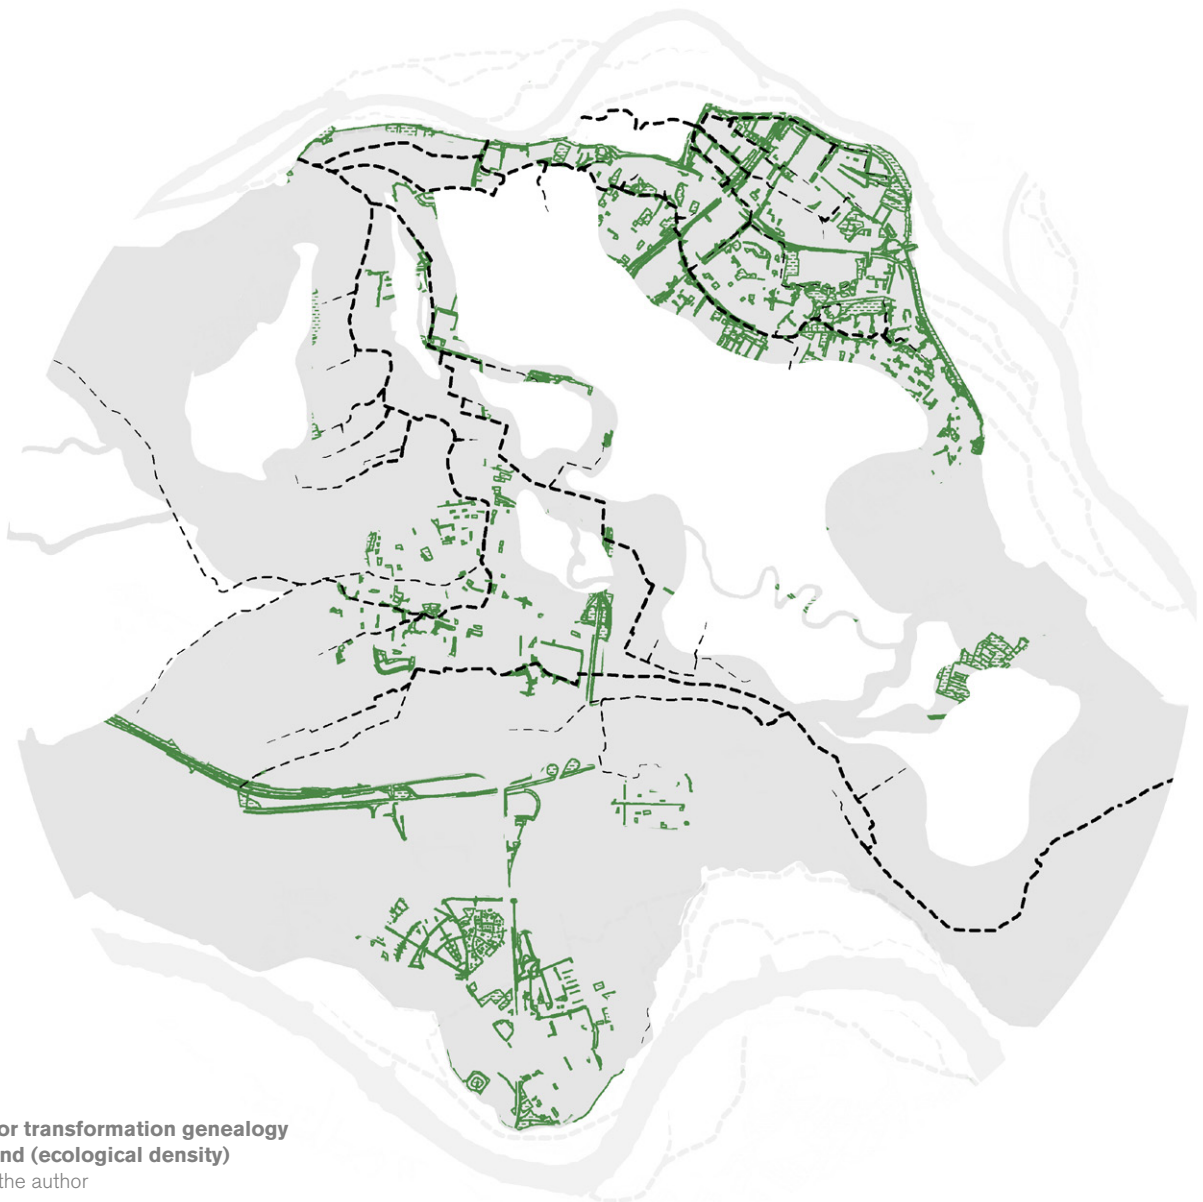 or transformation genealogy
nd (ecological density)
the author